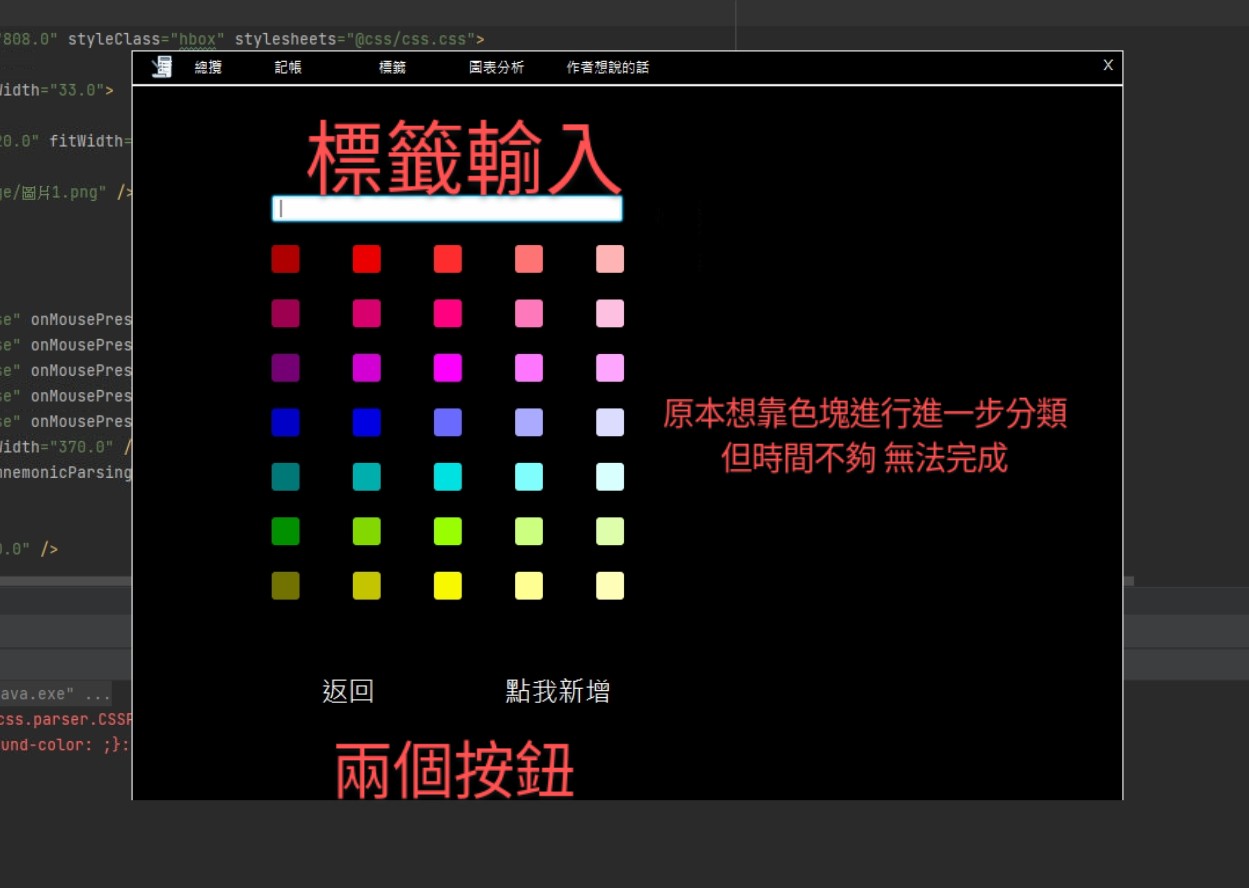 808.0" styleClass="hbox" stylesheets="@css/css.css">
總攬 記帳 標籤 圖表分析 作者想說的話 X
Width="33.0">
標籤輸入
20.0" fitWidth=
ge/圖片1.png" />
se" onMousePres
se" onMousePres
se" onMousePres
se" onMousePres
原本想靠色塊進行進一步分類
se" onMousePres
Width="370.0" /
但時間不夠 無法完成
mnemonicParsing
0.0" />
返回 點我新增
ava.exe" ...
css.parser.CSSP
und-color: ;}:
兩個按鈕